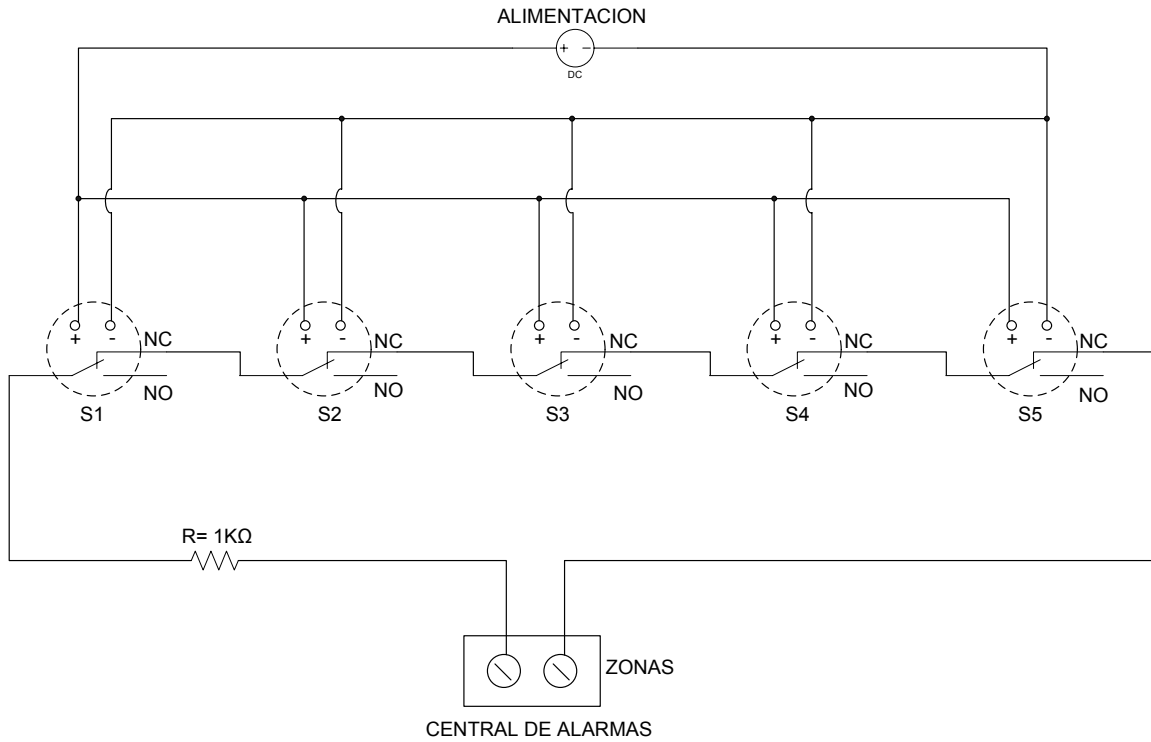 ALIMENTACION
+ −
DC
+ - NC
NO
S1
+ - NC
NO
S2
+ - NC
NO
S3
+ - NC
NO
S4
+ - NC
NO
S5
R= 1KΩ
ZONAS
CENTRAL DE ALARMAS